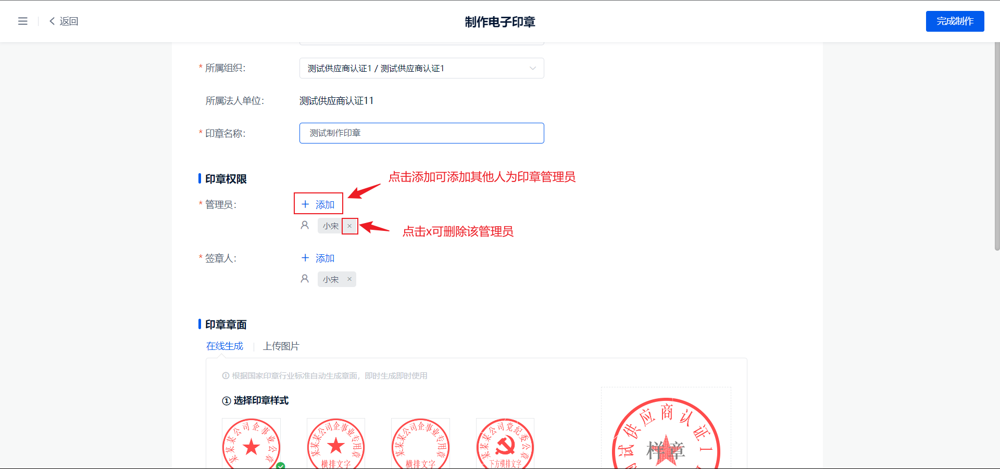 返回
制作电子印章
完成制作
* 所属组织:
测试供应商认证1 / 测试供应商认证1
所属法人单位:
测试供应商认证11
* 印章名称:
测试制作印章
印章权限
点击添加可添加其他人为印章管理员
* 管理员:
+ 添加
小宋 ×
点击x可删除该管理员
* 签章人:
+ 添加
小宋 ×
印章章面
在线生成
上传图片
根据国家印章行业标准自动生成章面，即时生成即时使用
① 选择印章样式
某某某公司企事业公章
某某某公司企事业专用章
横排文字
某某某公司企事业专用章
横排文字
某某某公司党纪委公章
下方横排文字
试供应商认证1
样章